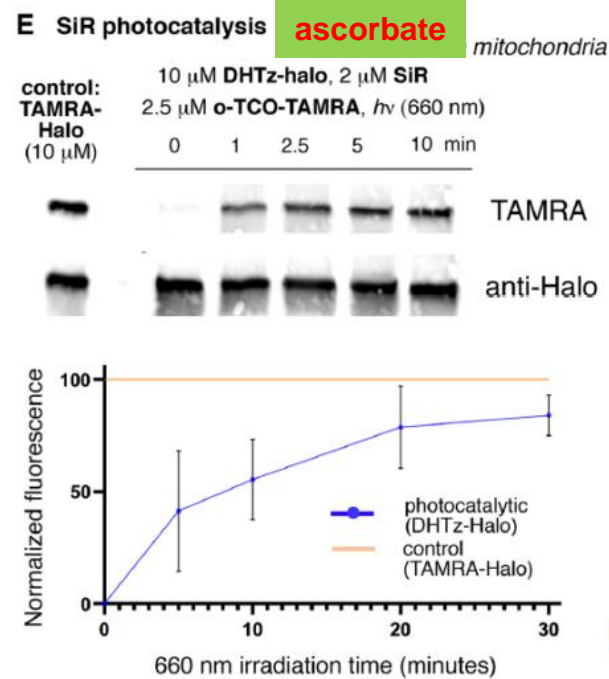 E SiR photocatalysis ascorbate mitochondria
control:
TAMRA-
Halo
(10 μM)
10 μM DHTz-halo, 2 μM SiR
2.5 μM o-TCO-TAMRA, hν (660 nm)
0 1 2.5 5 10 min
TAMRA
anti-Halo
Normalized fluorescence
100
50
0
photocatalytic
(DHTz-Halo)
control
(TAMRA-Halo)
0 10 20 30
660 nm irradiation time (minutes)